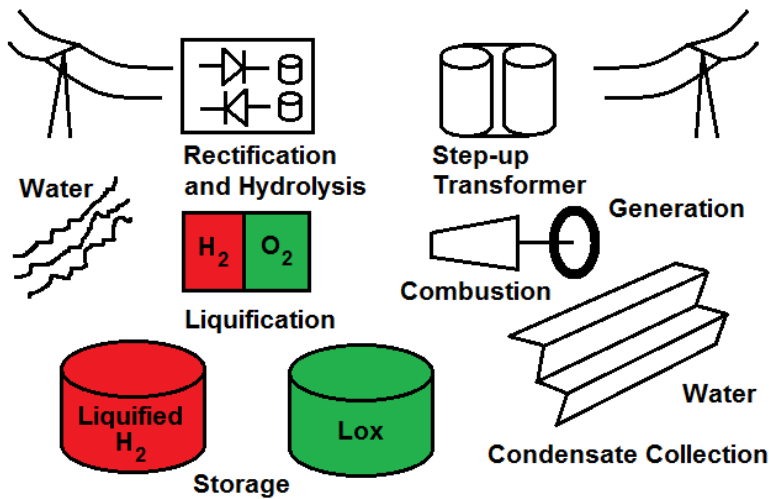 Rectification
and Hydrolysis
Step-up
Transformer
Water
Generation
H2
O2
Combustion
Liquification
Liquified
H2
Lox
Water
Condensate Collection
Storage